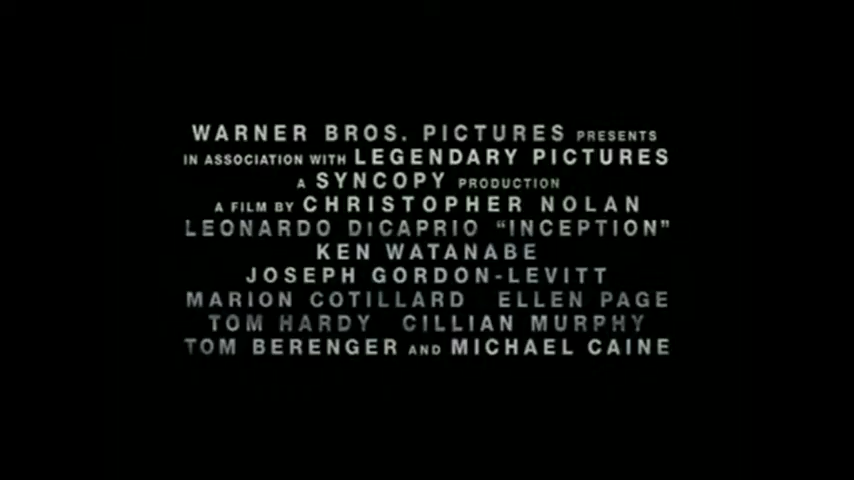 WARNER BROS. PICTURES PRESENTS
IN ASSOCIATION WITH LEGENDARY PICTURES
A SYNCOPY PRODUCTION
A FILM BY CHRISTOPHER NOLAN
LEONARDO DiCAPRIO “INCEPTION”
KEN WATANABE
JOSEPH GORDON-LEVITT
MARION COTILLARD ELLEN PAGE
TOM HARDY CILLIAN MURPHY
TOM BERENGER AND MICHAEL CAINE